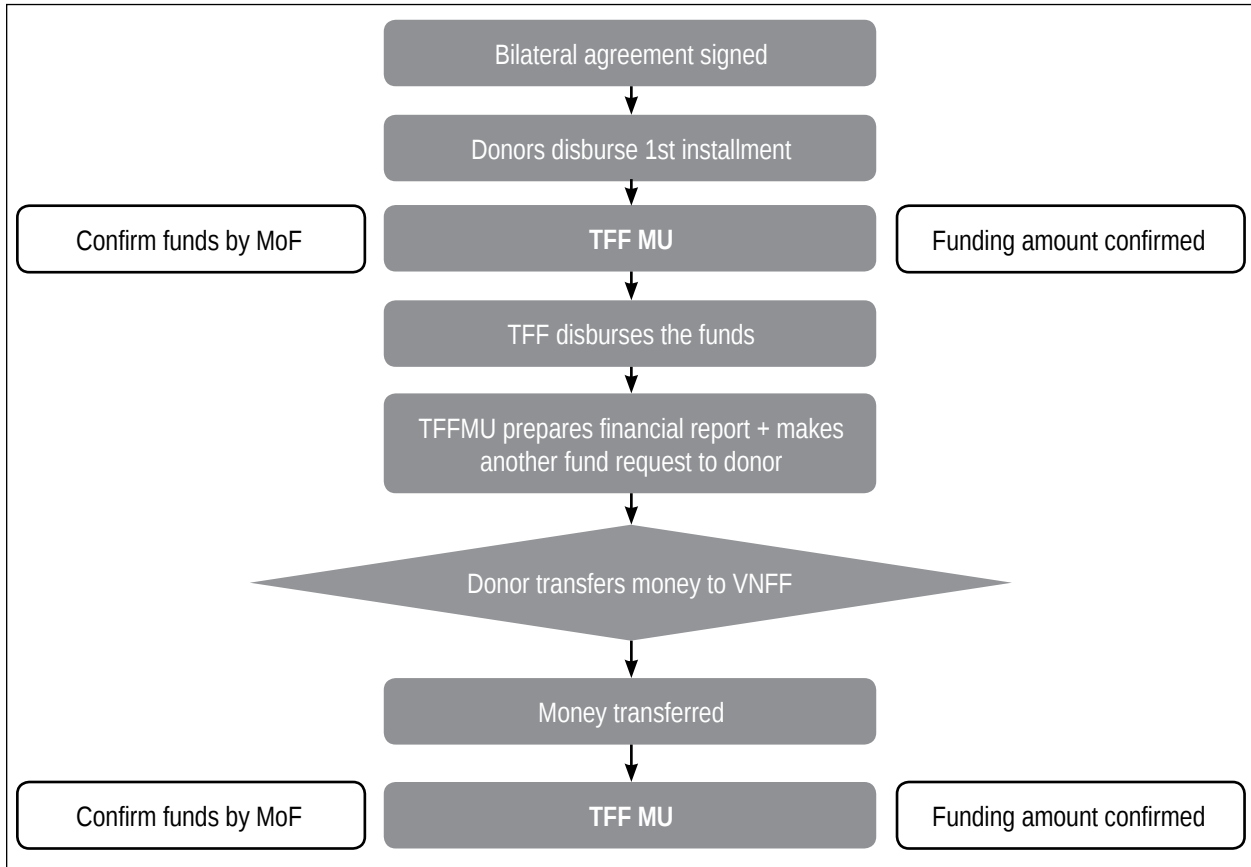 Bilateral agreement signed
Donors disburse 1st installment
Confirm funds by MoF
TFF MU
Funding amount confirmed
TFF disburses the funds
TFFMU prepares financial report + makes
another fund request to donor
Donor transfers money to VNFF
Money transferred
Confirm funds by MoF
TFF MU
Funding amount confirmed